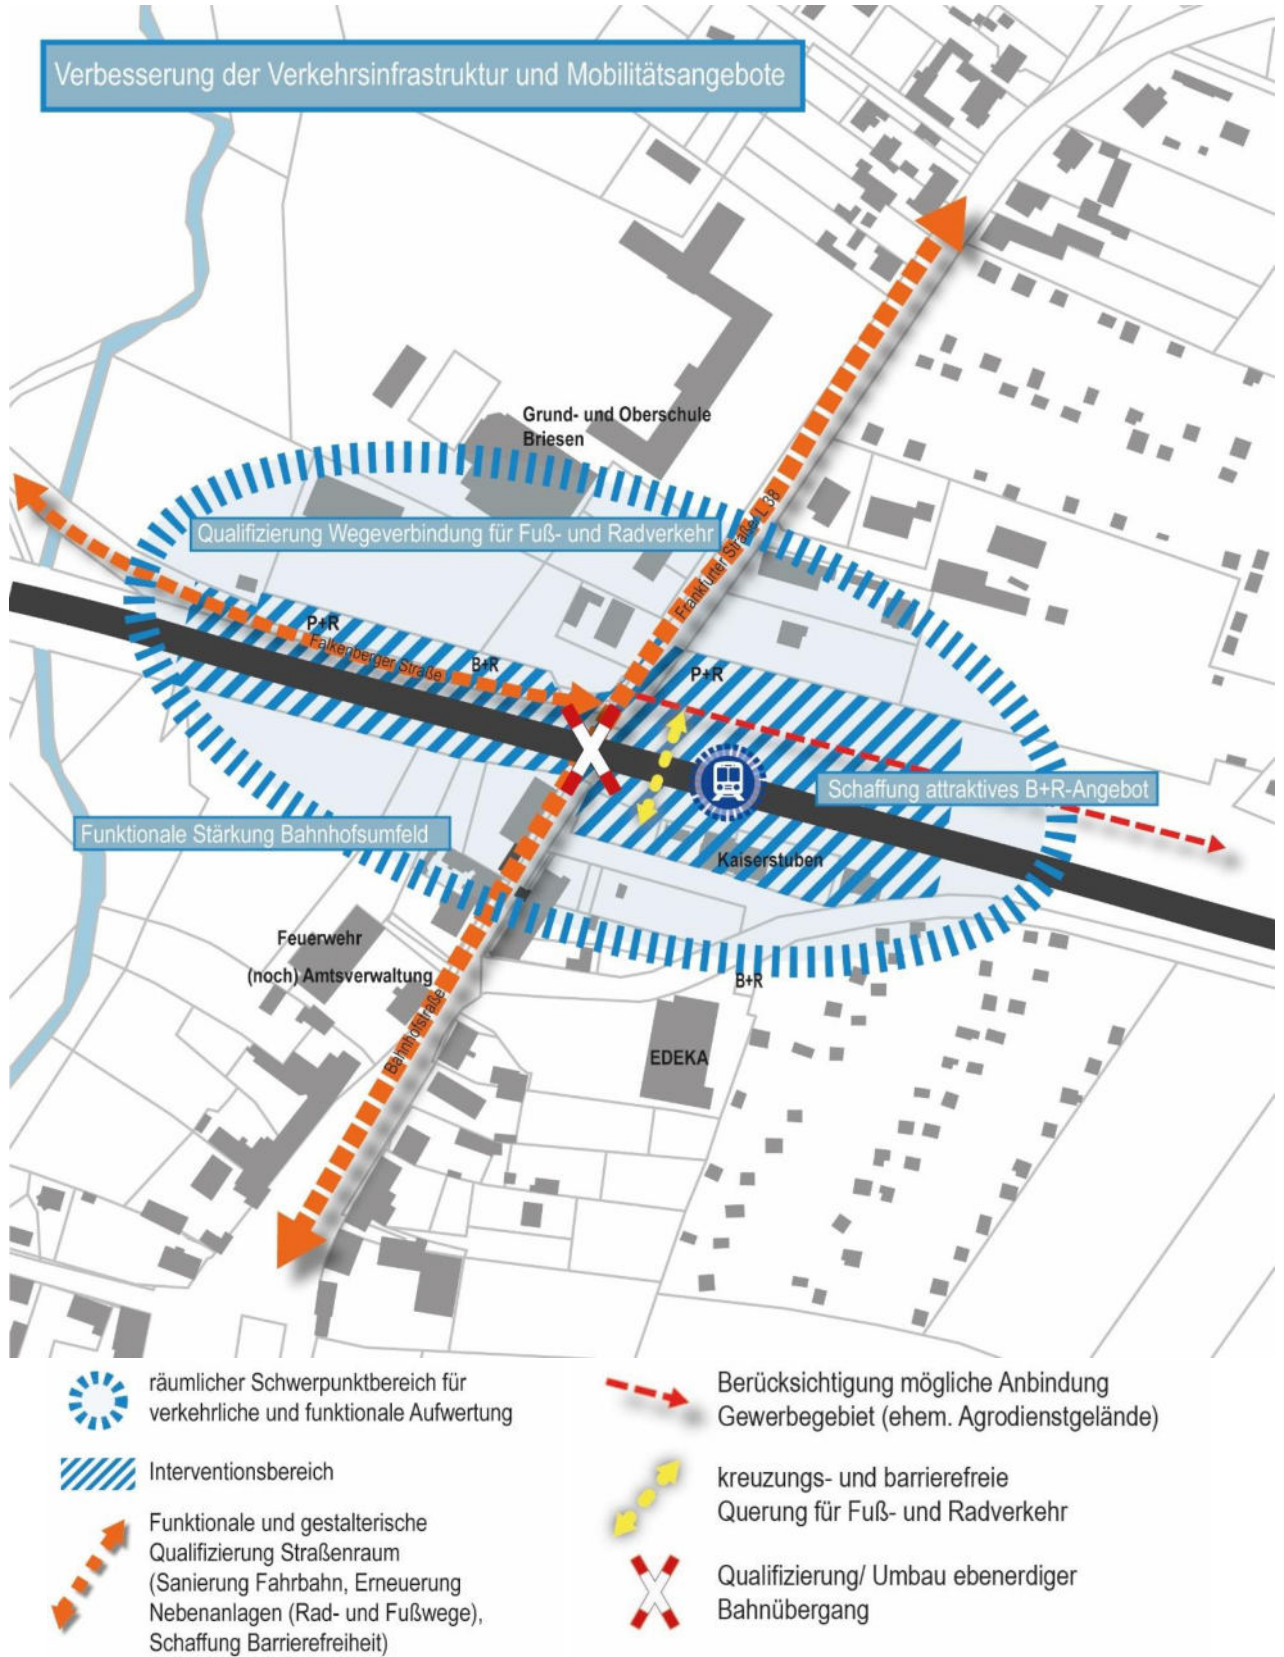 Verbesserung der Verkehrsinfrastruktur und Mobilitätsangebote
Grund- und Oberschule
Briesen
Frankfurter Straße/ L 38
Qualifizierung Wegeverbindung für Fuß- und Radverkehr
P+R
Falkenberger Straße
B+R
P+R
Schaffung attraktives B+R-Angebot
Funktionale Stärkung Bahnhofsumfeld
Kaiserstuben
Feuerwehr
(noch) Amtsverwaltung
B+R
Bahnhofstraße
EDEKA
räumlicher Schwerpunktbereich für
verkehrliche und funktionale Aufwertung
Interventionsbereich
Funktionale und gestalterische
Qualifizierung Straßenraum
(Sanierung Fahrbahn, Erneuerung
Nebenanlagen (Rad- und Fußwege),
Schaffung Barrierefreiheit)
Berücksichtigung mögliche Anbindung
Gewerbegebiet (ehem. Agrodienstgelände)
kreuzungs- und barrierefreie
Querung für Fuß- und Radverkehr
Qualifizierung/ Umbau ebenerdiger
Bahnübergang